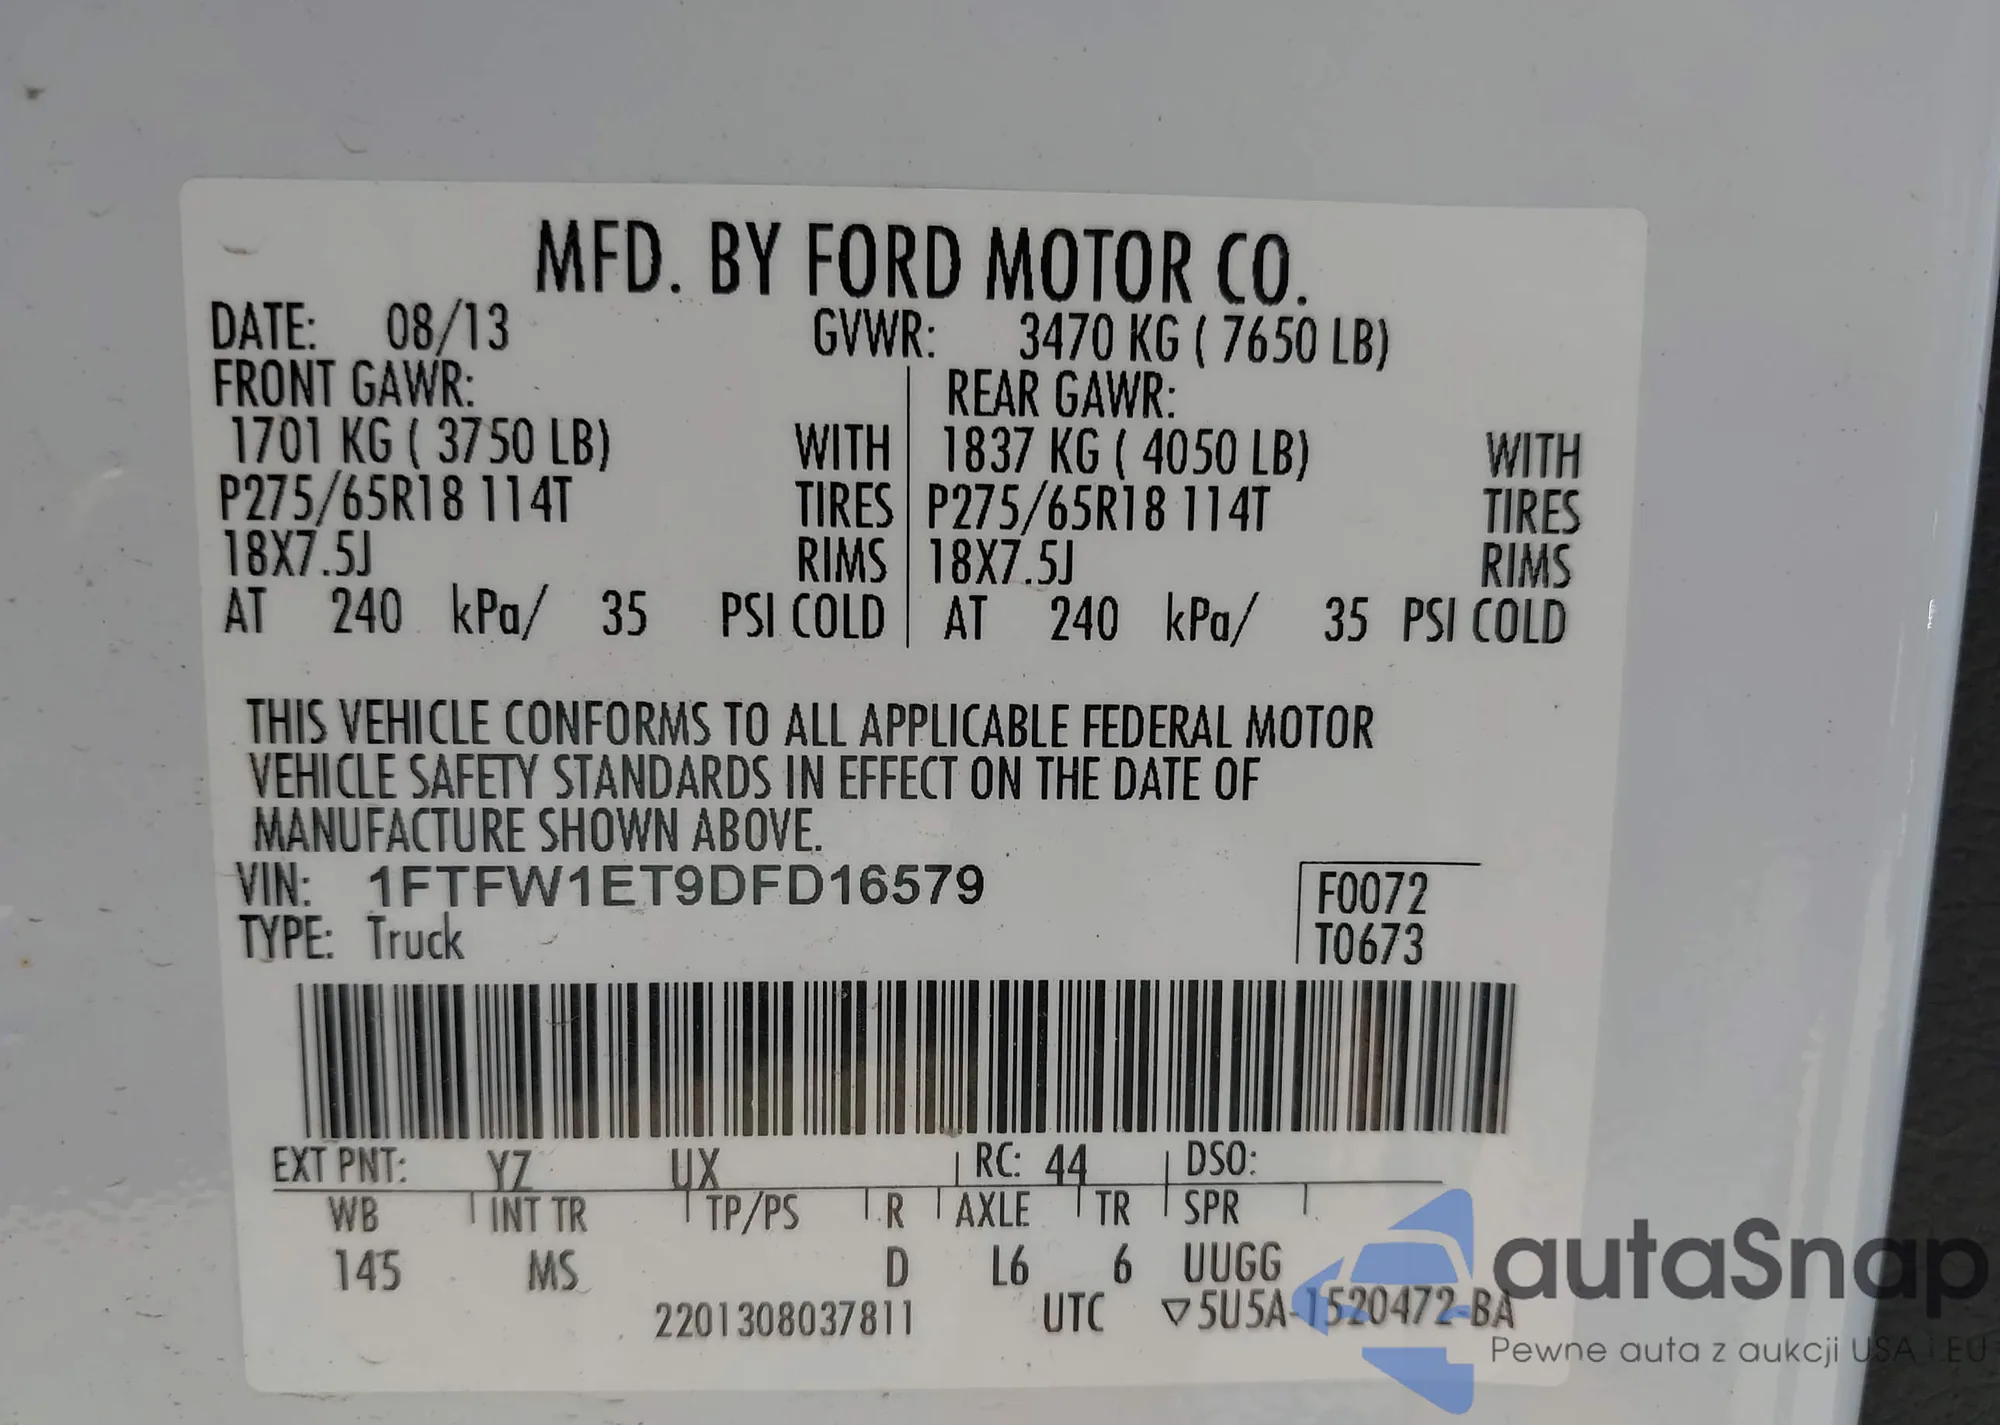 MFD. BY FORD MOTOR CO.
DATE: 08/13 GVWR: 3470 KG ( 7650 LB)
FRONT GAWR: REAR GAWR:
1701 KG ( 3750 LB) WITH 1837 KG ( 4050 LB) WITH
P275/65R18 114T TIRES P275/65R18 114T TIRES
18X7.5J RIMS 18X7.5J RIMS
AT 240 kPa/ 35 PSI COLD AT 240 kPa/ 35 PSI COLD
THIS VEHICLE CONFORMS TO ALL APPLICABLE FEDERAL MOTOR
VEHICLE SAFETY STANDARDS IN EFFECT ON THE DATE OF
MANUFACTURE SHOWN ABOVE.
VIN: 1FTFW1ET9DFD16579 F0072
TYPE: Truck T0673
EXT PNT: YZ UX RC: 44 DSO:
WB INT TR TP/PS R AXLE TR SPR
145 MS D L6 6 UUGG
2201308037811 UTC ▽5U5A-1520472-BA
autaSnap
Pewne auta z aukcji USA i EU